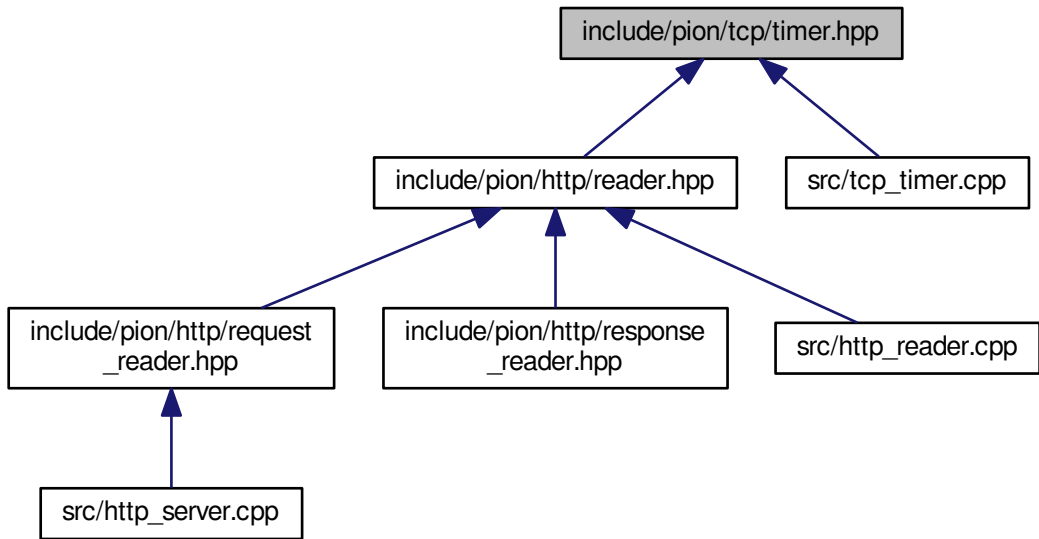 include/pion/tcp/timer.hpp
include/pion/http/reader.hpp
src/tcp_timer.cpp
include/pion/http/request
_reader.hpp
include/pion/http/response
_reader.hpp
src/http_reader.cpp
src/http_server.cpp